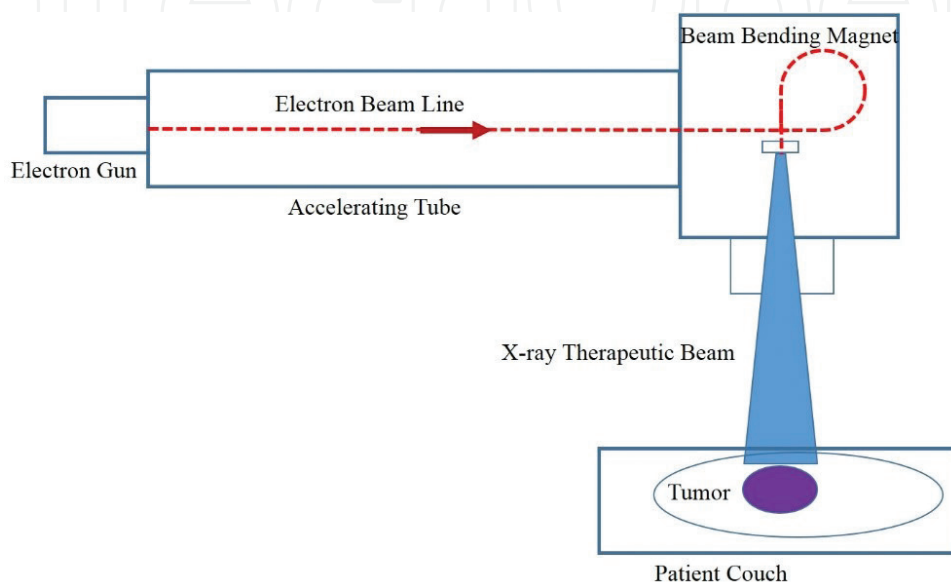 Beam Bending Magnet
Electron Beam Line
Electron Gun
Accelerating Tube
X-ray Therapeutic Beam
Tumor
Patient Couch